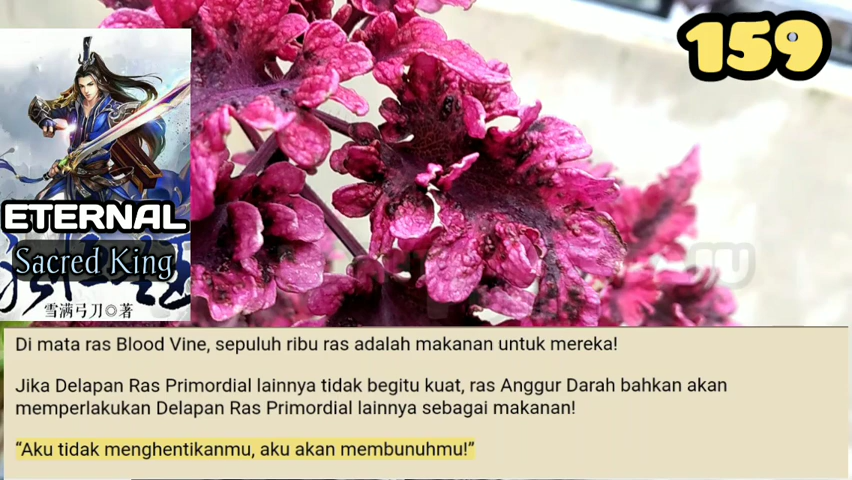 159
ETERNAL
Sacred King
雪满弓刀◎著
Di mata ras Blood Vine, sepuluh ribu ras adalah makanan untuk mereka!
Jika Delapan Ras Primordial lainnya tidak begitu kuat, ras Anggur Darah bahkan akan
memperlakukan Delapan Ras Primordial lainnya sebagai makanan!
“Aku tidak menghentikanmu, aku akan membunuhmu!”